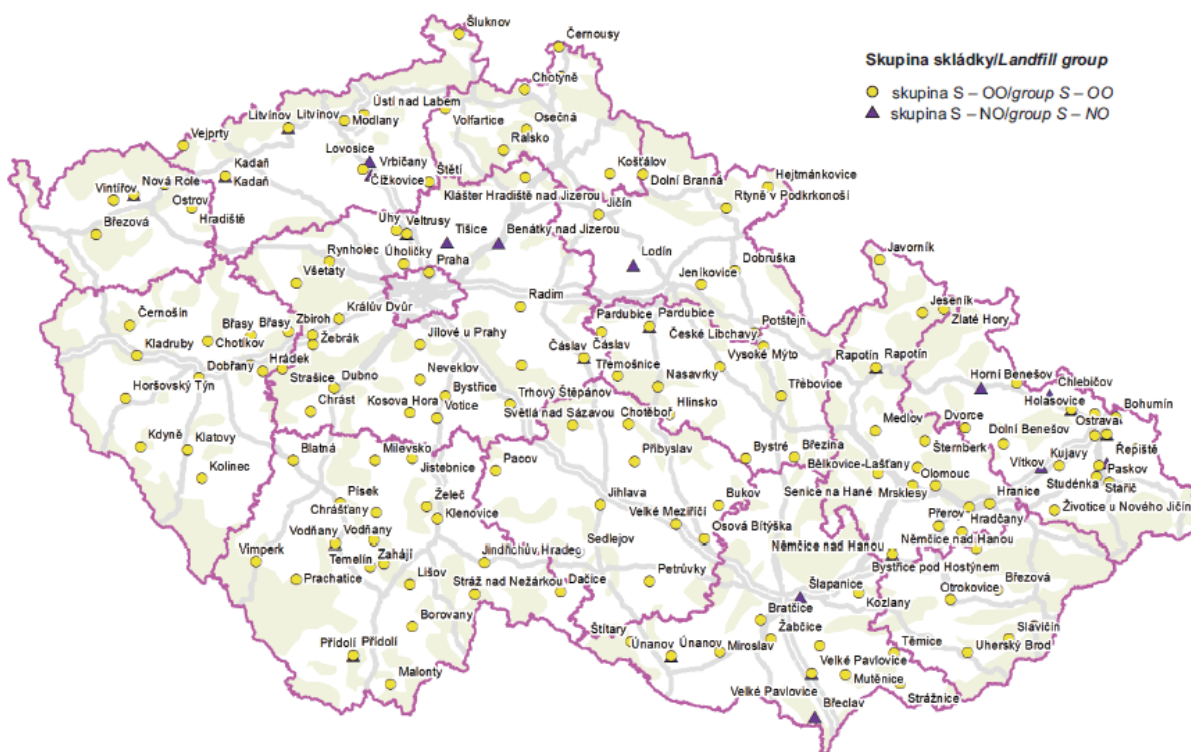 Šluknov
Černousy
Skupina skládky/Landfill group
skupina S – OO/group S – OO
skupina S – NO/group S – NO
Chotyně
Ústí nad Labem
Litvínov
Litvínov
Modlany
Volfartice
Osečná
Vejprty
Ralsko
Lovosice
Vrbičany
Kadaň
Kadaň
Čížkovice
Štětí
Košťálov
Dolní Branná
Hejtmánkovice
Vintířov
Nová Role
Ostrov
Klášter Hradiště nad Jizerou
Rtyně v Podkrkonoší
Hradiště
Březová
Jičín
Úhy
Veltrusy
Tišice
Benátky nad Jizerou
Javorník
Rynholec
Úholičky
Praha
Lodín
Dobruška
Všetaty
Jeníkovice
Jeseník
Zlaté Hory
Králův Dvůr
Radim
Černošín
Břasy
Břasy
Zbiroh
Pardubice
Pardubice
Potštejn
Chotíkov
Žebrák
Jílové u Prahy
České Libchavy
Kladruby
Čáslav
Čáslav
Vysoké Mýto
Rapotín
Rapotín
Dobřany
Hrádek
Strašice
Dubno
Neveklov
Třemošnice
Nasavrky
Horní Benešov
Chlebičov
Horšovský Týn
Bystřice
Trhový Štěpánov
Třebovice
Holasovice
Bohumín
Chrást
Kosova Hora
Votice
Světlá nad Sázavou
Chotěboř
Hlinsko
Medlov
Dvorce
Ostrava
Kdyně
Klatovy
Dolní Benešov
Šternberk
Řepiště
Blatná
Milevsko
Jistebnice
Pacov
Přibyslav
Bystré
Březina
Kolinec
Bělkovice-Lašťany
Vítkov
Kujavy
Paskov
Olomouc
Studénka
Stařič
Písek
Želeč
Jihlava
Bukov
Senice na Hané
Mrsklesy
Hranice
Chrášťany
Klenovice
Velké Meziříčí
Osová Bítýška
Přerov
Hradčany
Životice u Nového Jičín
Vodňany
Vodňany
Sedlejov
Němčice nad Hanou
Němčice nad Hanou
Vimperk
Temelín
Zahájí
Jindřichův Hradec
Bystřice pod Hostýnem
Prachatice
Lišov
Stráž nad Nežárkou
Dačice
Petrůvky
Šlapanice
Otrokovice
Březová
Kozlany
Borovany
Bratčice
Žabčice
Slavičín
Štítary
Přídolí
Přídolí
Únanov
Únanov
Miroslav
Těmice
Uherský Brod
Malonty
Velké Pavlovice
Mutěnice
Velké Pavlovice
Strážnice
Břeclav